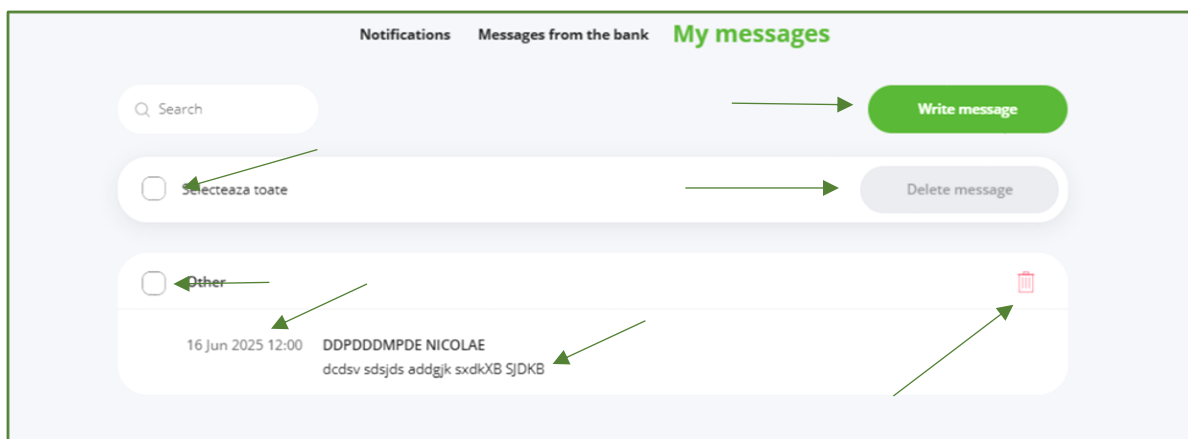 Notifications Messages from the bank My messages
Search Write message
Selecteaza toate Delete message
Other
16 Jun 2025 12:00 DDPDDDMPDE NICOLAE
dcdsv sdsjds addgjk sxdkXB SJDKB